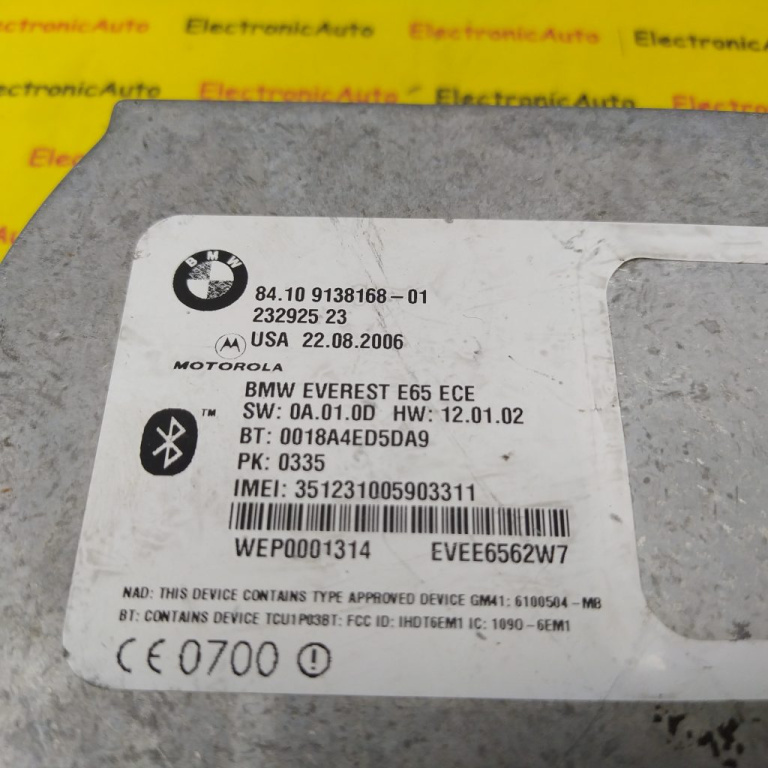 ElectronicAuto ElectronicAuto ElectronicAuto
ElectronicAuto ElectronicAuto
BMW
84.10 9138168-01
232925 23
USA 22.08.2006
MOTOROLA
BMW EVEREST E65 ECE
SW: 0A.01.0D HW: 12.01.02
™
BT: 0018A4ED5DA9
PK: 0335
IMEI: 351231005903311
WEP0001314 EVEE6562W7
NAD: THIS DEVICE CONTAINS TYPE APPROVED DEVICE GM41: 6100504-MB
BT: CONTAINS DEVICE TCU1P03BT: FCC ID: IHDT6EM1 IC: 109O-6EM1
CE 0700